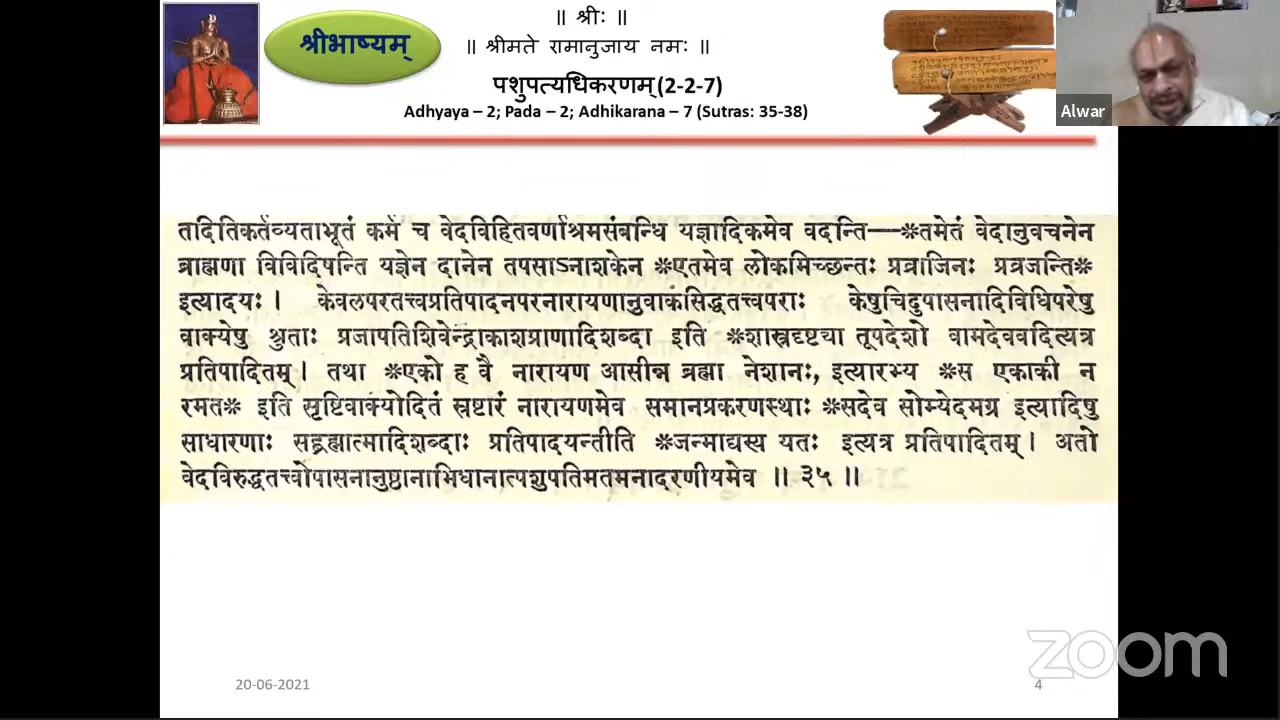 ॥ श्रीः ॥
श्रीभाष्यम्
॥ श्रीमते रामानुजाय नमः ॥
पशुपत्यधिकरणम् (2-2-7)
Adhyaya – 2; Pada – 2; Adhikarana – 7 (Sutras: 35-38)
Alwar
तादितिकर्तव्यताभूतं कर्म च वेदविहितवर्णाश्रमसंबन्धि यज्ञादिकमेव वदन्ति—❋तमेतं वेदानुवचनेन
ब्राह्मणा विविदिषन्ति यज्ञेन दानेन तपसाऽनाशकेन ❋एतमेव लोकमिच्छन्तः प्रव्राजिनः प्रव्रजन्ति❋
इत्यादयः । केवलपरतत्त्वप्रतिपादनपरनारायणानुवाकसिद्धतत्त्वपराः केषुचिदुपासनादिविधिपरेषु
वाक्येषु श्रुताः प्रजापतिशिवेन्द्राकाशप्राणादिशब्दा इति ❋शास्त्रदृष्ट्या तूपदेशो वामदेववदित्यत्र
प्रतिपादितम् । तथा ❋एको ह वै नारायण आसीन्न ब्रह्मा नेशानः, इत्यारभ्य ❋स एकाकी न
रमत❋ इति सृष्टिवाक्योदितं स्रष्टारं नारायणमेव समानप्रकरणस्थाः ❋सदेव सोम्येदमग्र इत्यादिषु
साधारणाः सद्ब्रह्मात्मादिशब्दाः प्रतिपादयन्तीति ❋जन्माद्यस्य यतः इत्यत्र प्रतिपादितम् । अतो
वेदविरुद्धतत्त्वोपासनानुष्ठानाभिधानात्पशुपतिमतमनादरणीयमेव ॥ ३५ ॥
zoom
20-06-2021
4